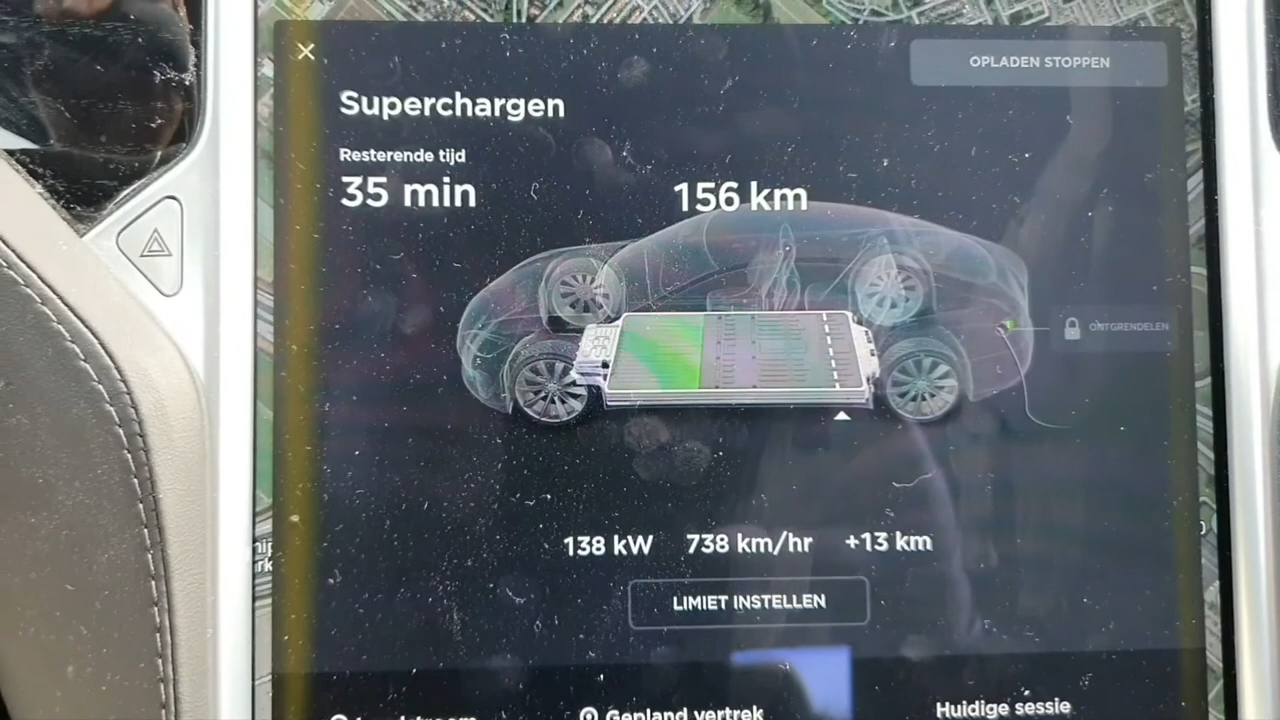 OPLADEN STOPPEN
Superchargen
Resterende tijd
35 min
156 km
ONTGRENDELEN
138 kW
738 km/hr
+13 km
LIMIET INSTELLEN
Gepland vertrek
Huidige sessie